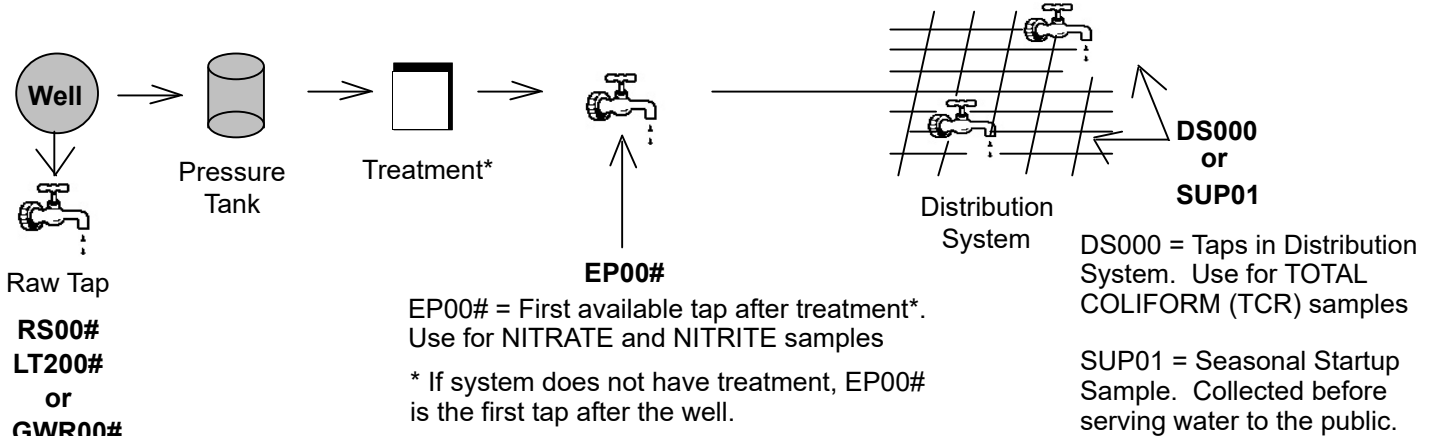 Well
Pressure
Tank
Treatment*
Raw Tap
RS00#
LT200#
or
GWR00#
EP00#
EP00# = First available tap after treatment*.
Use for NITRATE and NITRITE samples
* If system does not have treatment, EP00#
is the first tap after the well.
Distribution
System
DS000
or
SUP01
DS000 = Taps in Distribution
System. Use for TOTAL
COLIFORM (TCR) samples
SUP01 = Seasonal Startup
Sample. Collected before
serving water to the public.